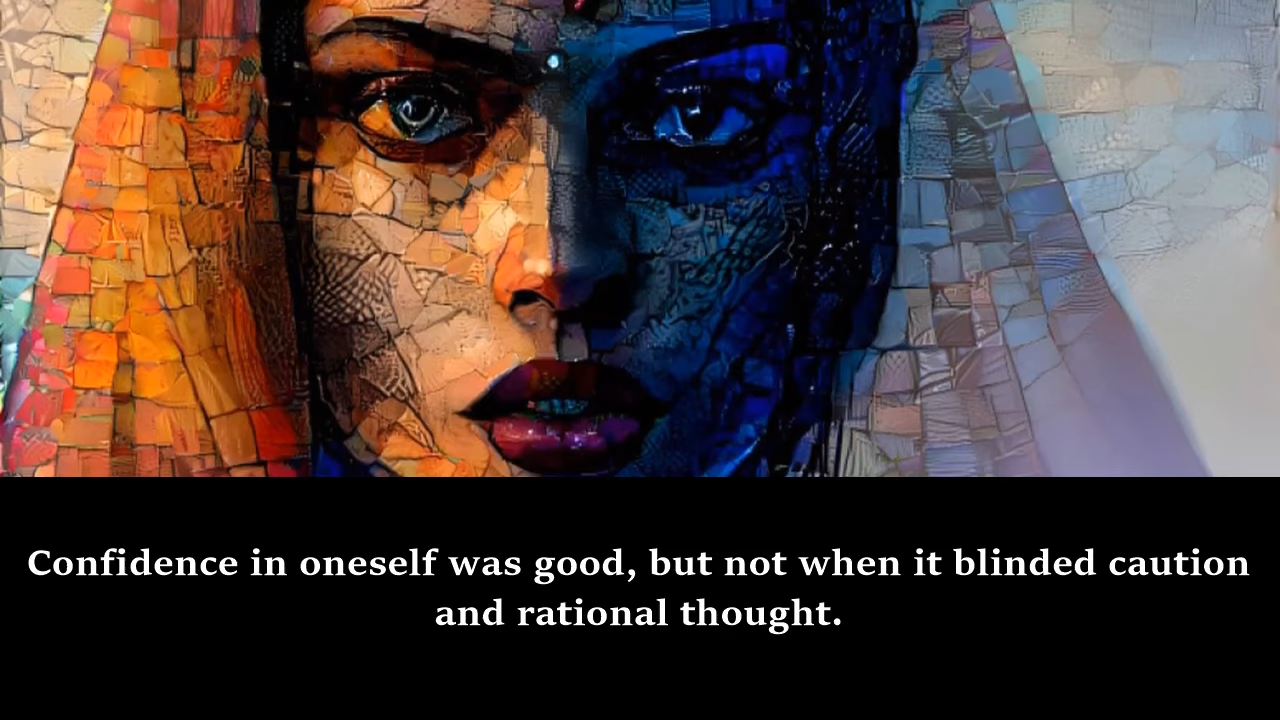 Confidence in oneself was good, but not when it blinded caution
and rational thought.